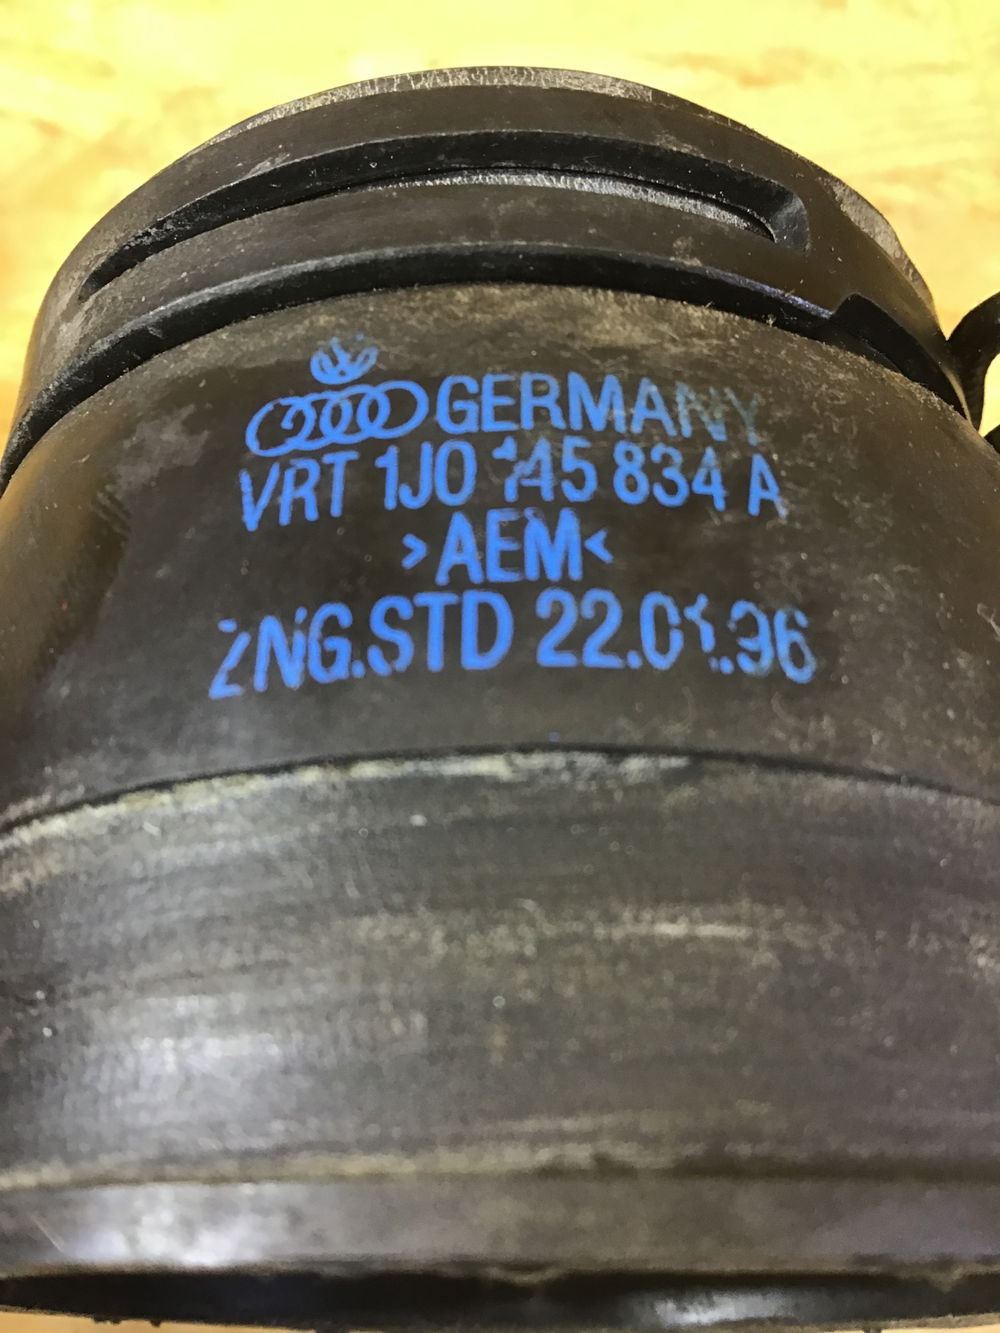 GERMANY
VRT 1J0 145 834 A
>AEM<
ZNG.STD 22.01.96